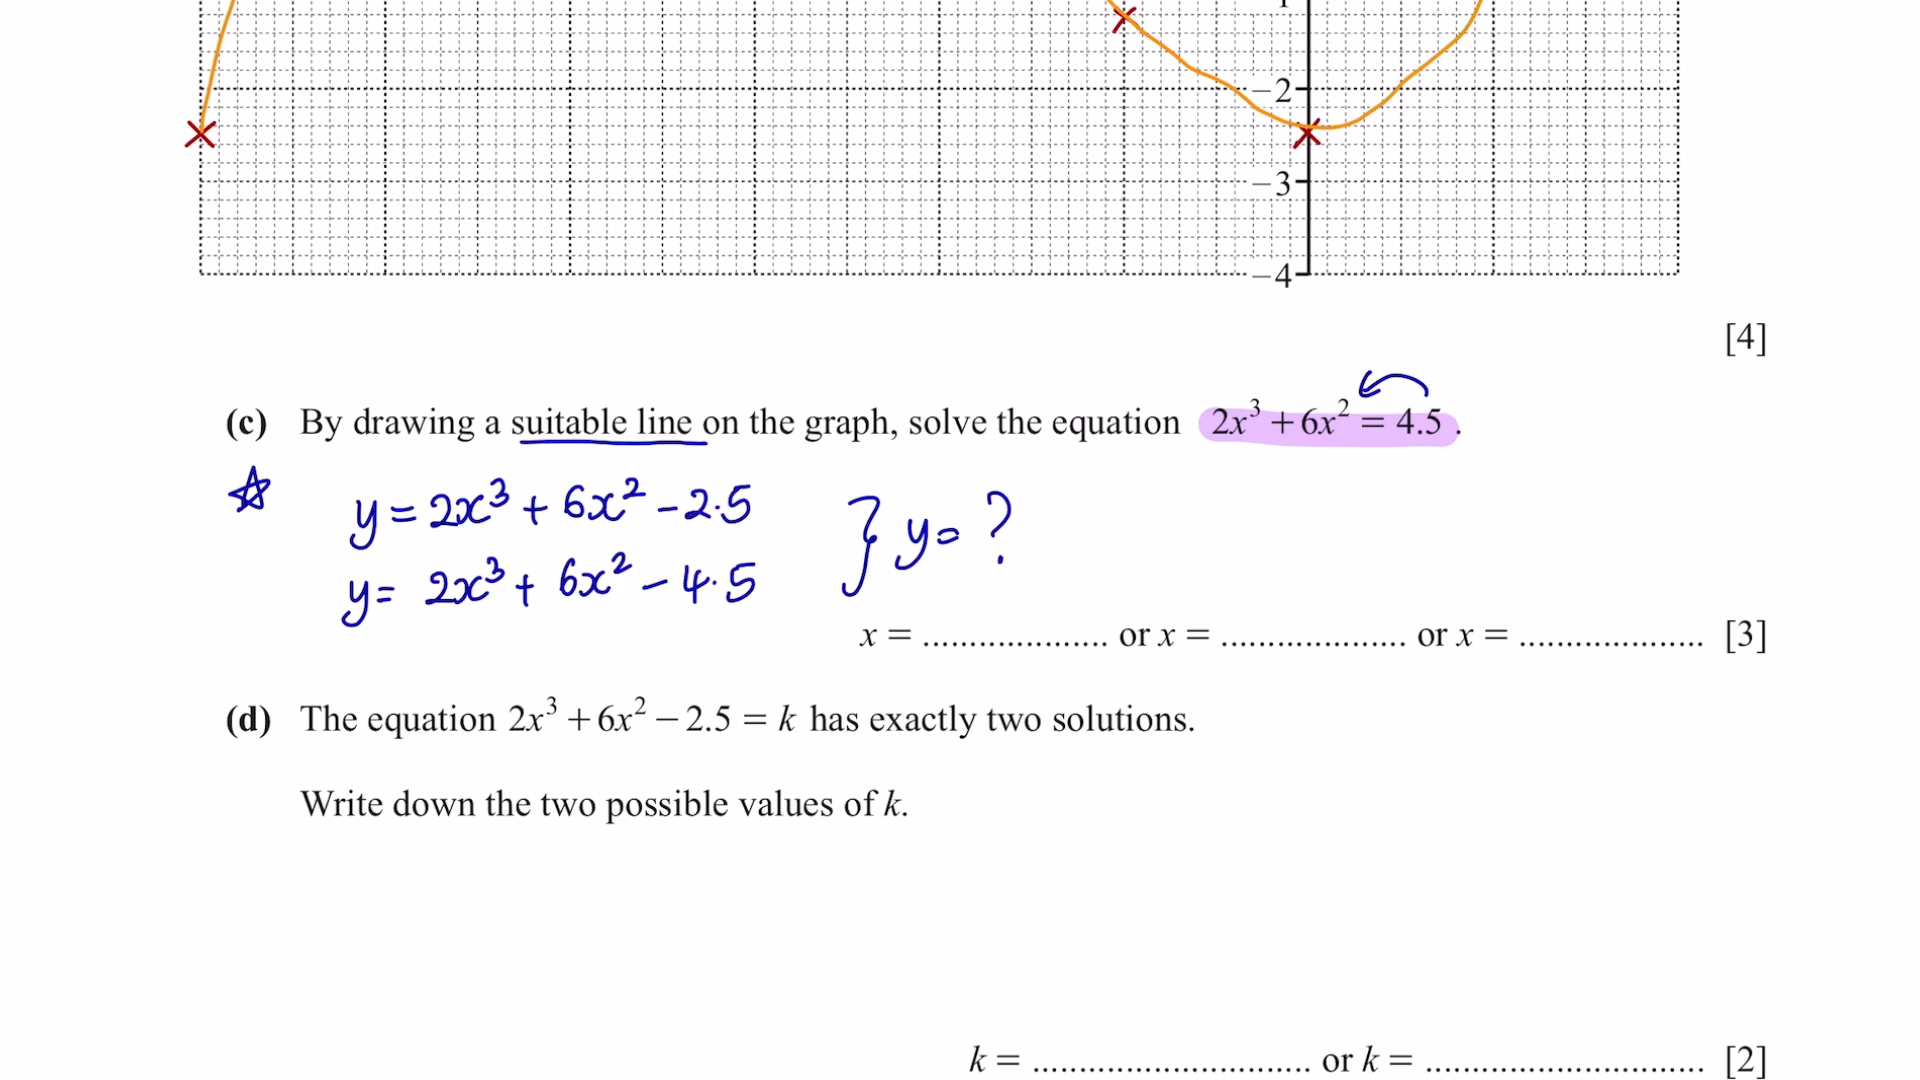 1
−2
−3
−4
[4]
(c) By drawing a suitable line on the graph, solve the equation 2x³ + 6x² = 4.5 .
y = 2x³ + 6x² − 2.5
} y = ?
y = 2x³ + 6x² − 4.5
x = .................... or x = .................... or x = .................... [3]
(d) The equation 2x³ + 6x² − 2.5 = k has exactly two solutions.
Write down the two possible values of k.
k = .............................. or k = .............................. [2]